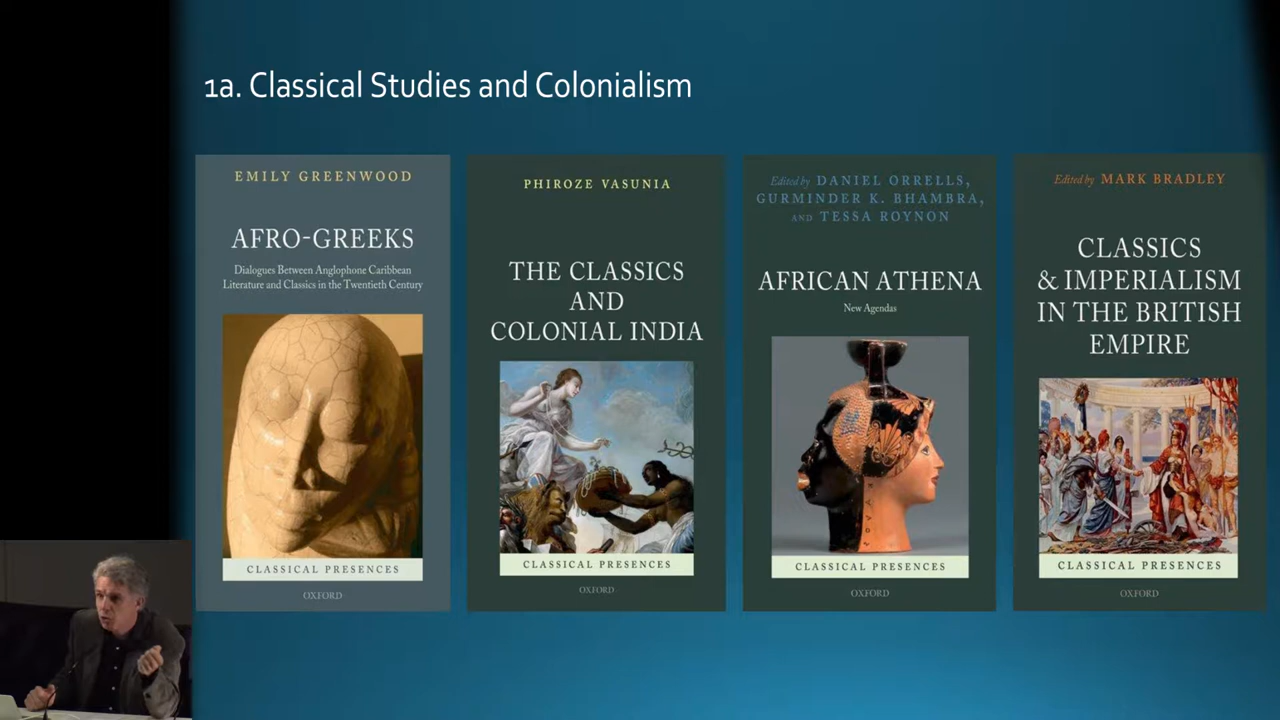 1a. Classical Studies and Colonialism
EMILY GREENWOOD
AFRO-GREEKS
Dialogues Between Anglophone Caribbean
Literature and Classics in the Twentieth Century
CLASSICAL PRESENCES
OXFORD
PHIROZE VASUNIA
THE CLASSICS
AND
COLONIAL INDIA
CLASSICAL PRESENCES
OXFORD
Edited by DANIEL ORRELLS,
GURMINDER K. BHAMBRA,
AND TESSA ROYNON
AFRICAN ATHENA
New Agendas
CLASSICAL PRESENCES
OXFORD
Edited by MARK BRADLEY
CLASSICS
& IMPERIALISM
IN THE BRITISH
EMPIRE
CLASSICAL PRESENCES
OXFORD